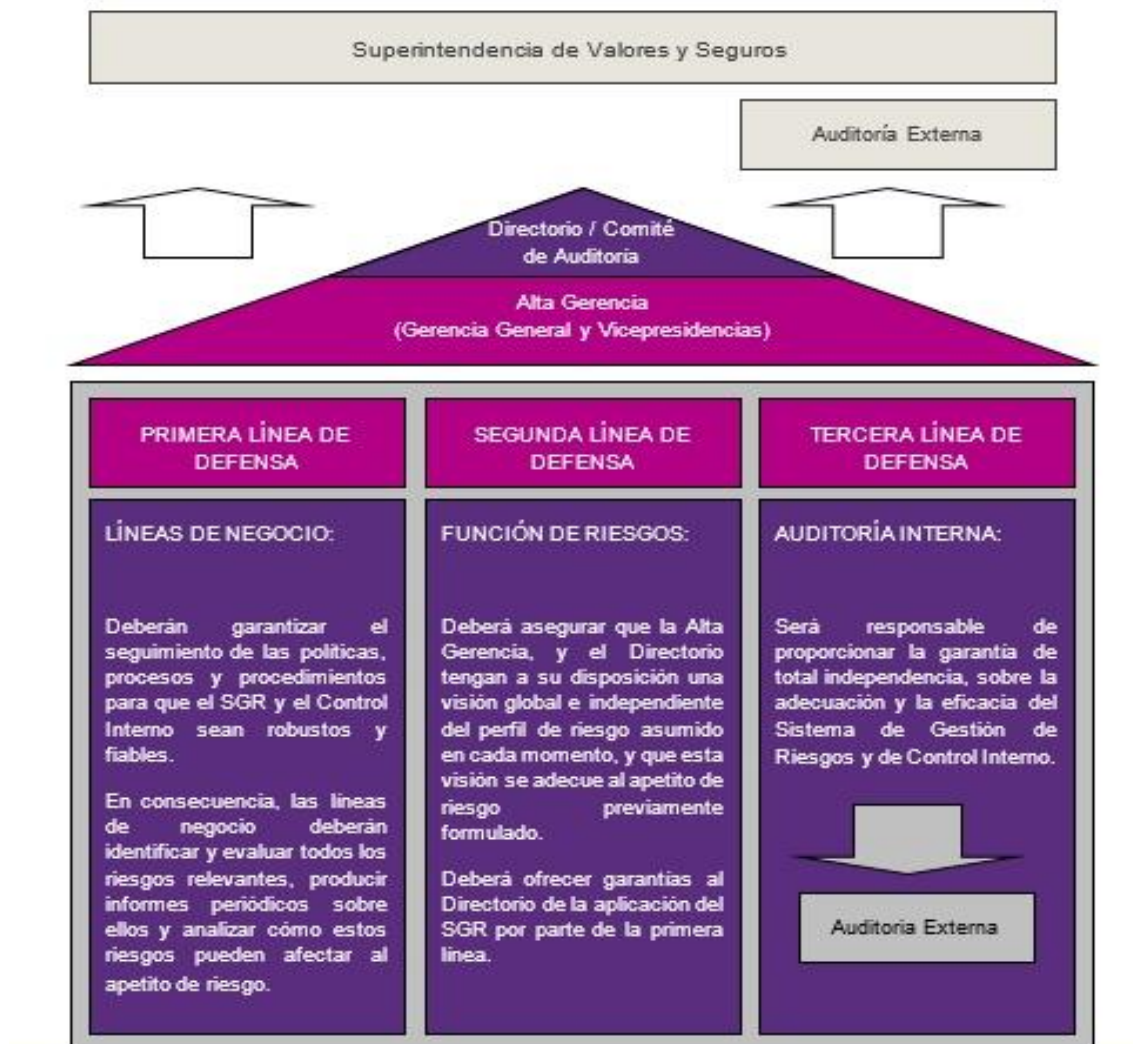 Superintendencia de Valores y Seguros
Auditoría Externa
Directorio / Comité
de Auditoria
Alta Gerencia
(Gerencia General y Vicepresidencias)
PRIMERA LÍNEA DE
DEFENSA
LÍNEAS DE NEGOCIO:
Deberán garantizar el
seguimiento de las políticas,
procesos y procedimientos
para que el SGR y el Control
Interno sean robustos y
fiables.
En consecuencia, las líneas
de negocio deberán
identificar y evaluar todos los
riesgos relevantes, producir
informes periódicos sobre
ellos y analizar cómo estos
riesgos pueden afectar al
apetito de riesgo.
SEGUNDA LÍNEA DE
DEFENSA
FUNCIÓN DE RIESGOS:
Deberá asegurar que la Alta
Gerencia, y el Directorio
tengan a su disposición una
visión global e independiente
del perfil de riesgo asumido
en cada momento, y que esta
visión se adecue al apetito de
riesgo previamente
formulado.
Deberá ofrecer garantías al
Directorio de la aplicación del
SGR por parte de la primera
línea.
TERCERA LÍNEA DE
DEFENSA
AUDITORÍA INTERNA:
Será responsable de
proporcionar la garantía de
total independencia, sobre la
adecuación y la eficacia del
Sistema de Gestión de
Riesgos y de Control Interno.
Auditoria Externa